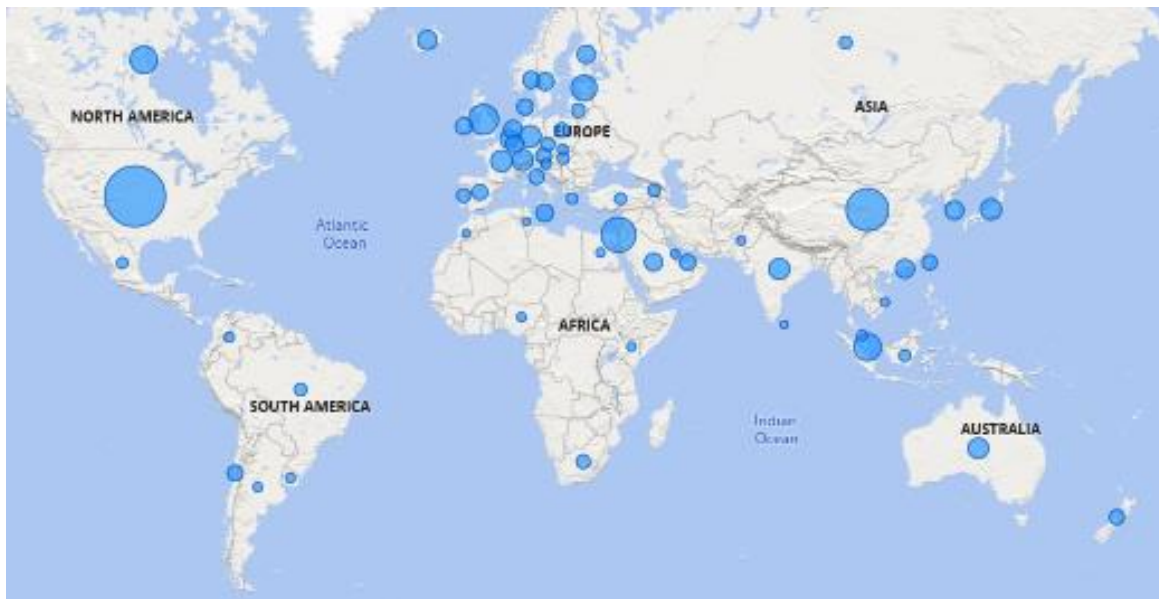 NORTH AMERICA
ASIA
EUROPE
Atlantic
Ocean
AFRICA
SOUTH AMERICA
Indian
Ocean
AUSTRALIA